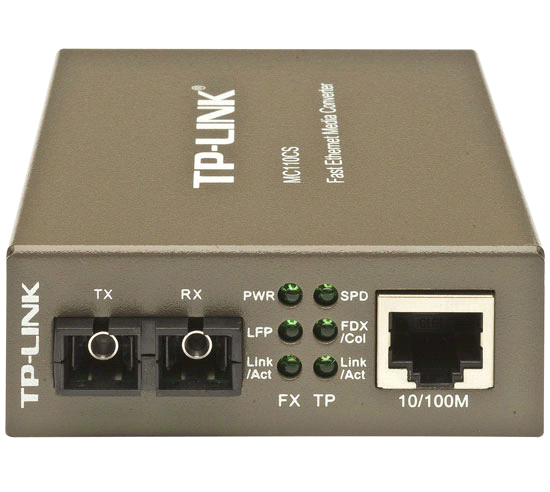 TP-LINK®
MC110CS
Fast Ethernet Media Converter
TP-LINK
TX RX
PWR SPD
LFP FDX
/Col
Link Link
/Act /Act
FX TP
10/100M